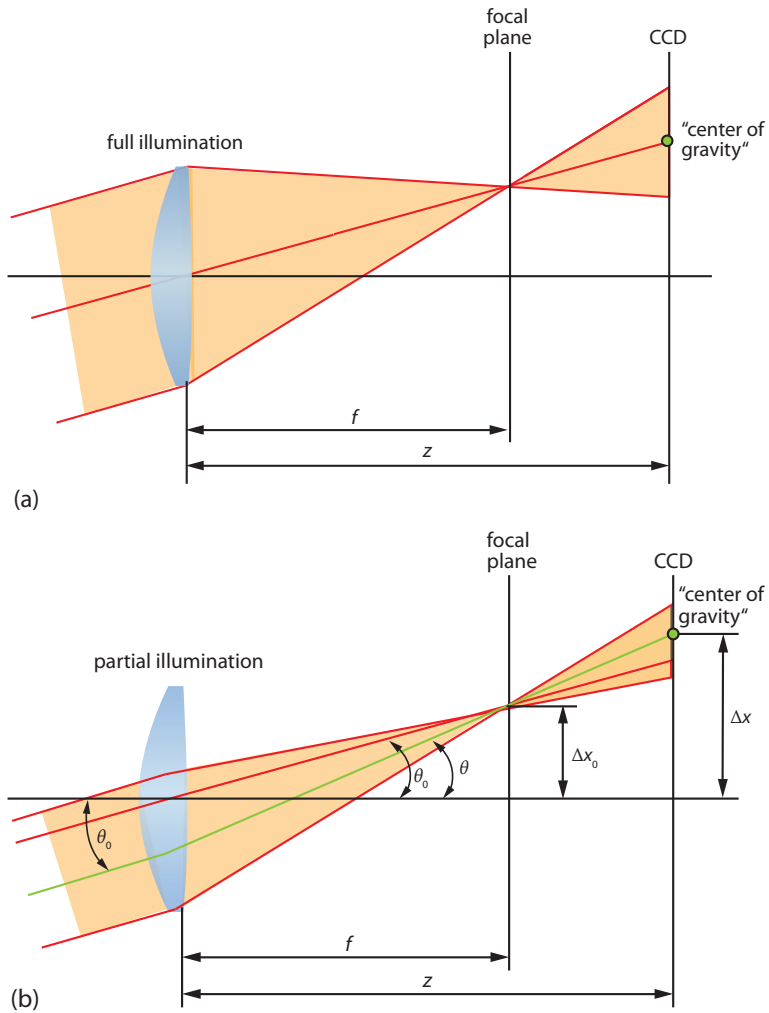 focal
plane
CCD
full illumination
“center of
gravity“
f
z
(a)
focal
plane
CCD
“center of
gravity“
partial illumination
Δx
Δx₀
θ₀
θ
θ₀
f
z
(b)